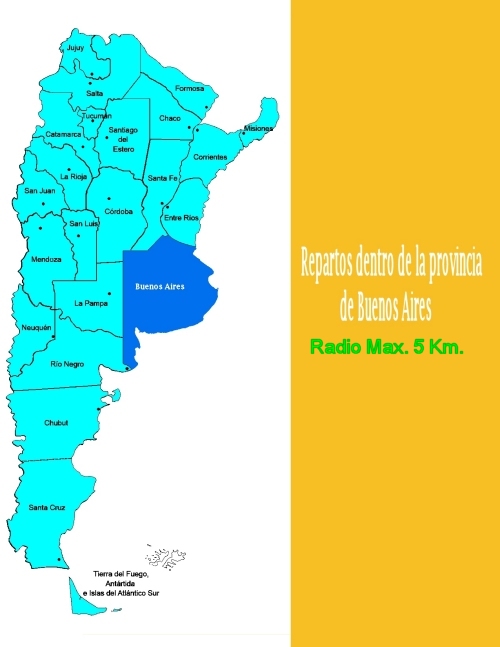 Jujuy
Salta
Formosa
Tucumán
Chaco
Catamarca
Santiago
del
Estero
Misiones
Corrientes
La Rioja
Santa Fe
San Juan
Córdoba
Entre Ríos
San Luis
Mendoza
Buenos Aires
La Pampa
Neuquén
Río Negro
Chubut
Santa Cruz
Tierra del Fuego,
Antártida
e Islas del Atlántico Sur
Repartos dentro de la provincia
de Buenos Aires
Radio Max. 5 Km.